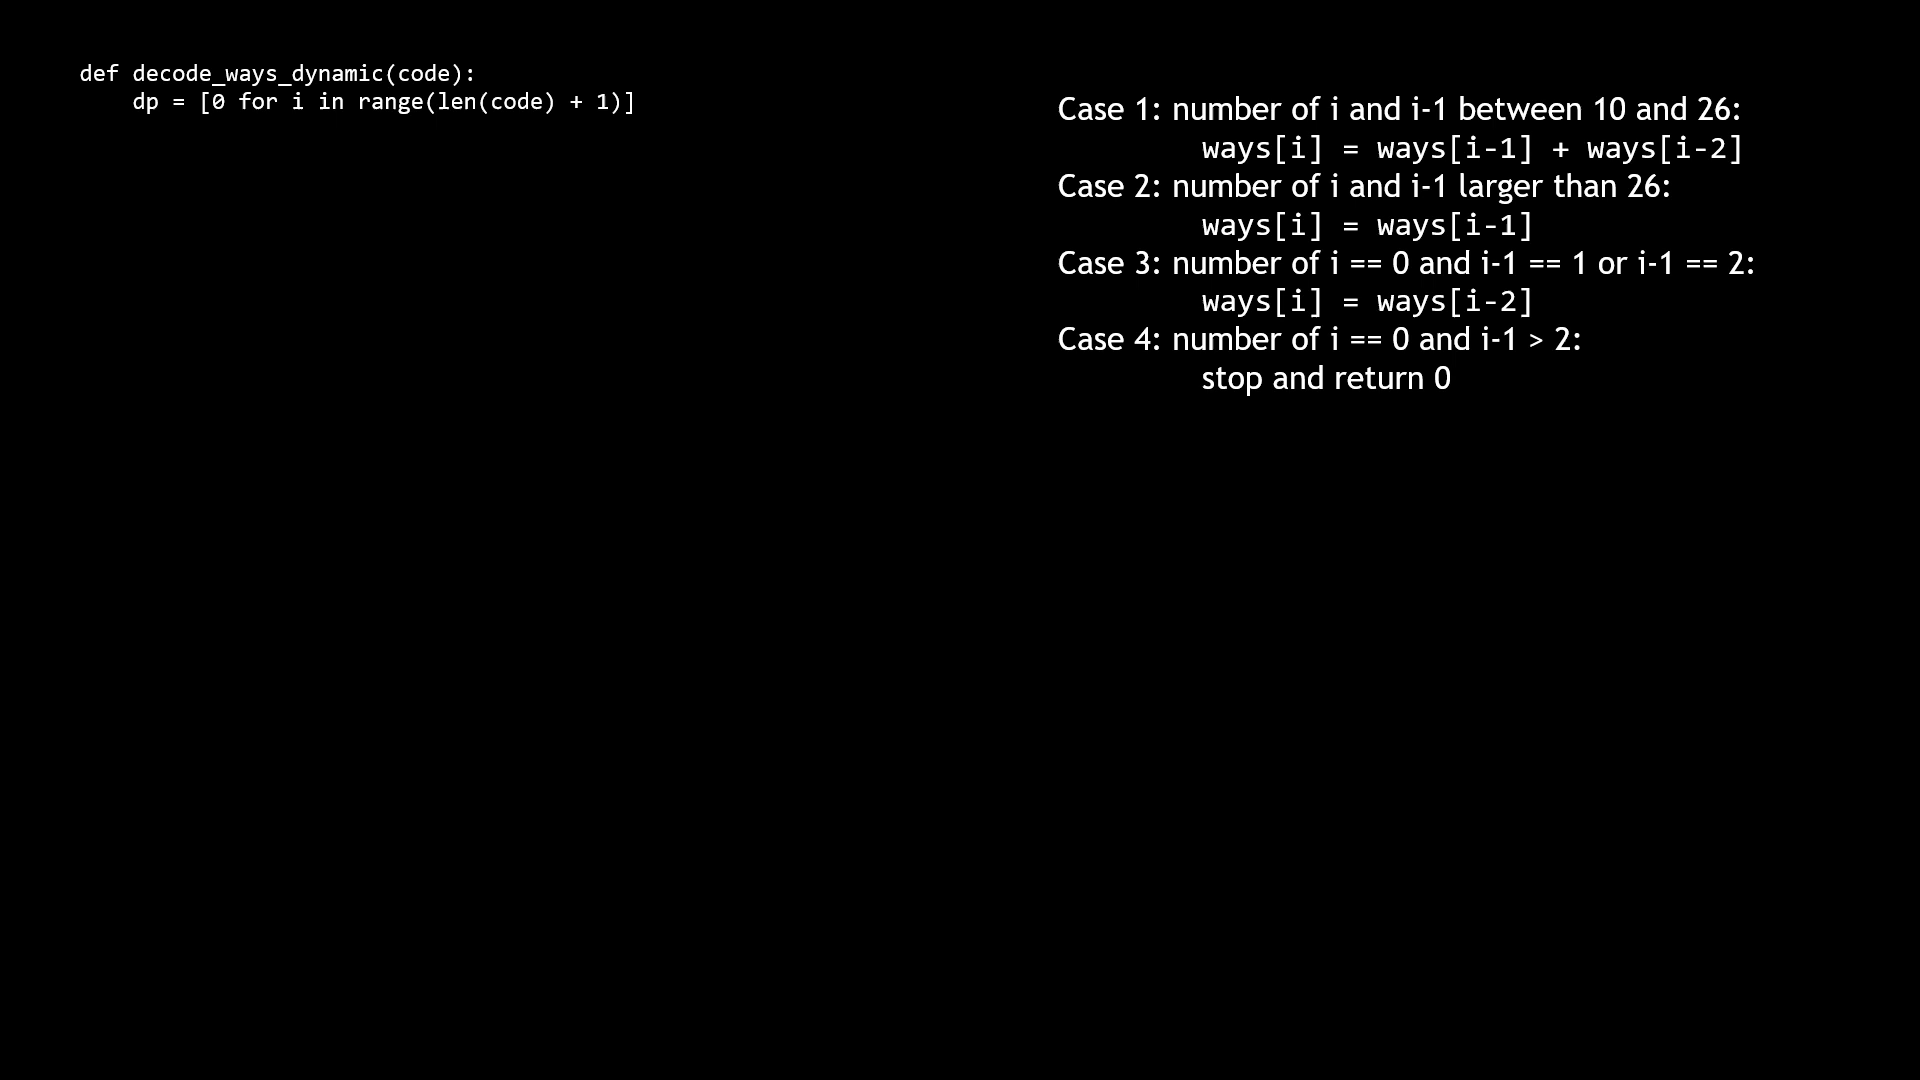 def decode_ways_dynamic(code):
    dp = [0 for i in range(len(code) + 1)]
Case 1: number of i and i-1 between 10 and 26:
ways[i] = ways[i-1] + ways[i-2]
Case 2: number of i and i-1 larger than 26:
ways[i] = ways[i-1]
Case 3: number of i == 0 and i-1 == 1 or i-1 == 2:
ways[i] = ways[i-2]
Case 4: number of i == 0 and i-1 > 2:
stop and return 0